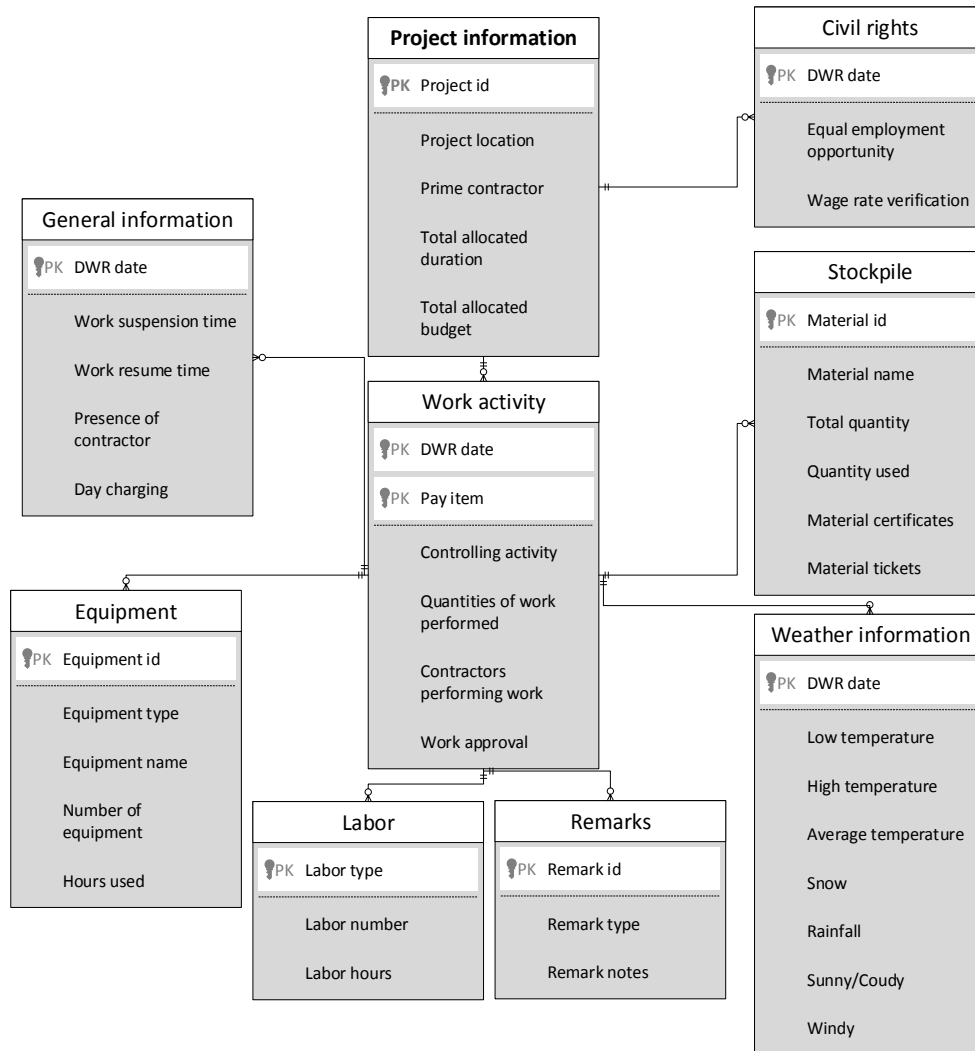 Project information
PK Project id
Project location
Prime contractor
Total allocated
duration
Total allocated
budget
Civil rights
PK DWR date
Equal employment
opportunity
Wage rate verification
General information
PK DWR date
Work suspension time
Work resume time
Presence of
contractor
Day charging
Stockpile
PK Material id
Material name
Total quantity
Quantity used
Material certificates
Material tickets
Work activity
PK DWR date
PK Pay item
Controlling activity
Quantities of work
performed
Contractors
performing work
Work approval
Equipment
PK Equipment id
Equipment type
Equipment name
Number of
equipment
Hours used
Weather information
PK DWR date
Low temperature
High temperature
Average temperature
Snow
Rainfall
Sunny/Coudy
Windy
Labor
PK Labor type
Labor number
Labor hours
Remarks
PK Remark id
Remark type
Remark notes